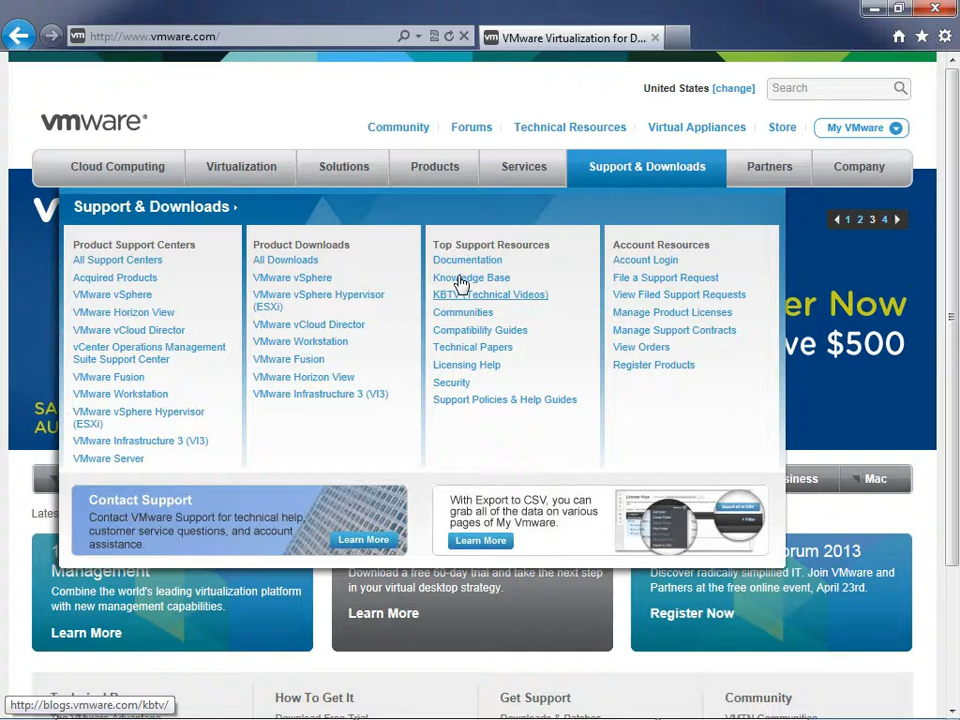 http://www.vmware.com/
vm VMware Virtualization for D...
United States [change]
Search
vmware®
Community
Forums
Technical Resources
Virtual Appliances
Store
My VMware
Cloud Computing
Virtualization
Solutions
Products
Services
Support & Downloads
Partners
Company
Support & Downloads
1 2 3 4
Product Support Centers
All Support Centers
Acquired Products
VMware vSphere
VMware Horizon View
VMware vCloud Director
vCenter Operations Management
Suite Support Center
VMware Fusion
VMware Workstation
VMware vSphere Hypervisor
(ESXi)
VMware Infrastructure 3 (VI3)
VMware Server
Product Downloads
All Downloads
VMware vSphere
VMware vSphere Hypervisor
(ESXi)
VMware vCloud Director
VMware Workstation
VMware Fusion
VMware Horizon View
VMware Infrastructure 3 (VI3)
Top Support Resources
Documentation
Knowledge Base
KBTV (Technical Videos)
Communities
Compatibility Guides
Technical Papers
Licensing Help
Security
Support Policies & Help Guides
Account Resources
Account Login
File a Support Request
View Filed Support Requests
Manage Product Licenses
Manage Support Contracts
View Orders
Register Products
er Now
ve $500
SA
AU
Contact Support
Contact VMware Support for technical help,
customer service questions, and account
assistance.
Learn More
With Export to CSV, you can
grab all of the data on various
pages of My Vmware.
Learn More
siness
Mac
Lates
Management
Combine the world's leading virtualization platform
with new management capabilities.
Learn More
Download a free 60-day trial and take the next step
in your virtual desktop strategy.
Learn More
orum 2013
Discover radically simplified IT. Join VMware and
Partners at the free online event, April 23rd.
Register Now
How To Get It
Download Free Trial
Get Support
Downloads & Patches
Community
VMTN Communities
http://blogs.vmware.com/kbtv/